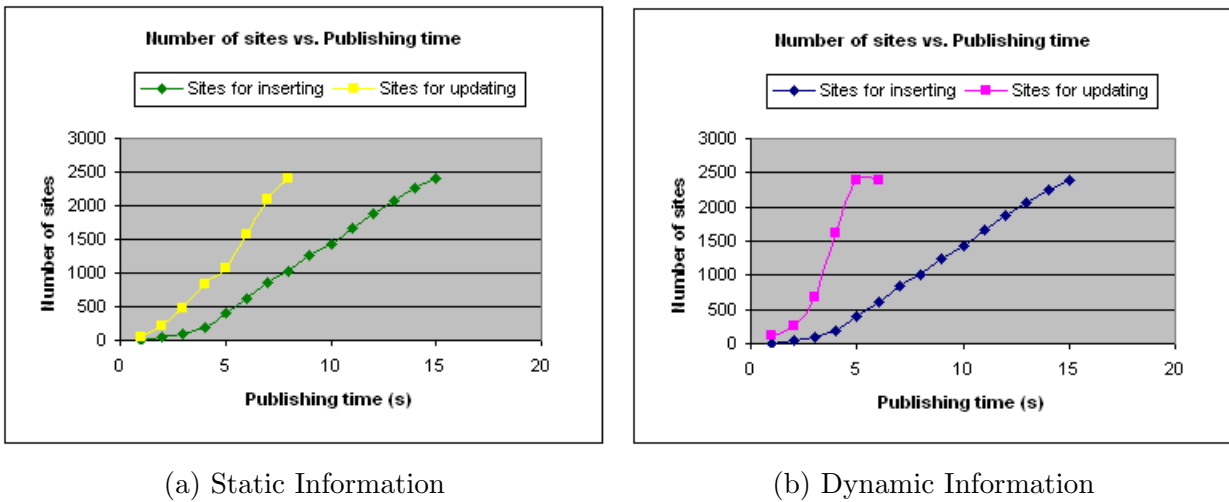 Number of sites vs. Publishing time
Sites for inserting
Sites for updating
3000
2500
2000
1500
1000
500
0
Number of sites
0
5
10
15
20
Publishing time (s)
(a) Static Information
Number of sites vs. Publishing time
Sites for inserting
Sites for updating
3000
2500
2000
1500
1000
500
0
Number of sites
0
5
10
15
20
Publishing time (s)
(b) Dynamic Information